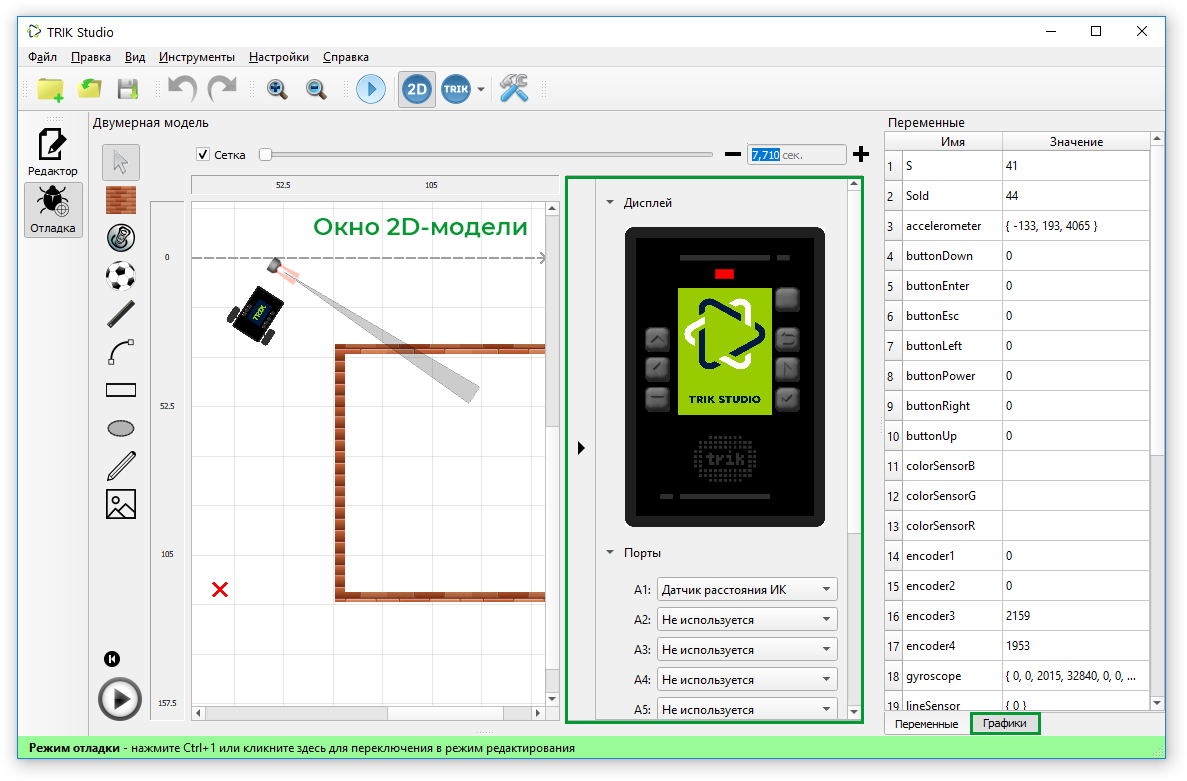 TRIK Studio
Файл Правка Вид Инструменты Настройки Справка
2D TRIK
Двумерная модель
Переменные
Редактор
Отладка
Сетка
7,710 сек.
52.5 105
0
52.5
105
157.5
Окно 2D-модели
TRIK
Дисплей
TRIK STUDIO
trik
Порты
A1: Датчик расстояния ИК
A2: Не используется
A3: Не используется
A4: Не используется
A5: Не используется
Имя Значение
1 S 41
2 Sold 44
3 accelerometer { -133, 193, 4065 }
4 buttonDown 0
5 buttonEnter 0
6 buttonEsc 0
7 buttonLeft 0
8 buttonPower 0
9 buttonRight 0
10 buttonUp 0
11 colorSensorB
12 colorSensorG
13 colorSensorR
14 encoder1 0
15 encoder2 0
16 encoder3 2159
17 encoder4 1953
18 gyroscope { 0, 0, 2015, 32840, 0, 0, ...
19 lineSensor { 0 }
Переменные Графики
Режим отладки - нажмите Ctrl+1 или кликните здесь для переключения в режим редактирования